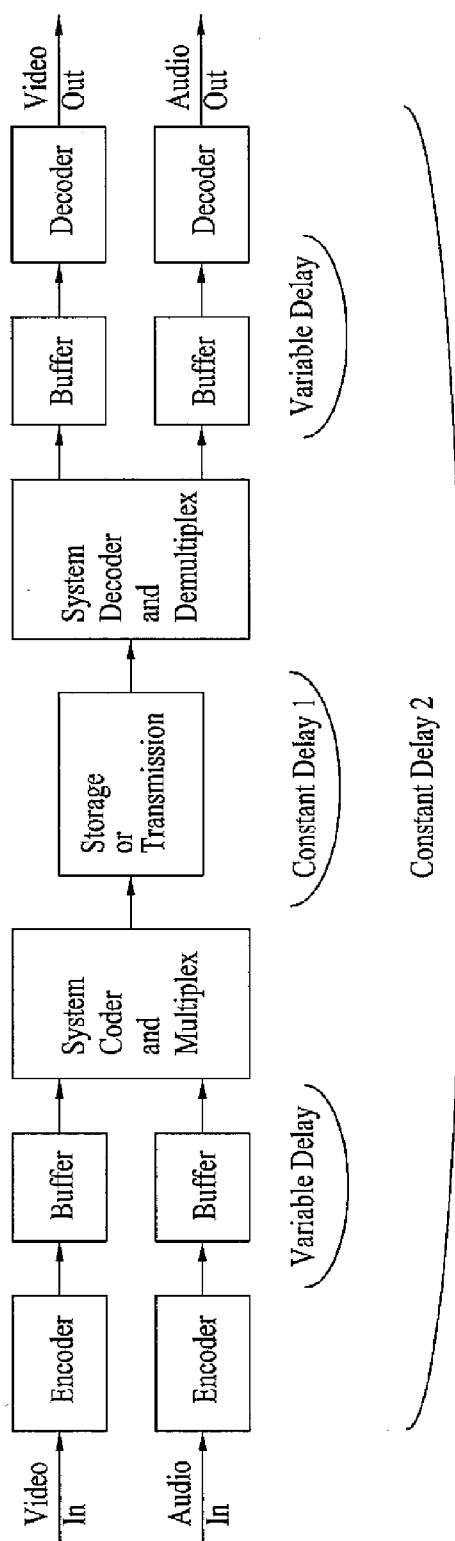 Video
In
Encoder
Buffer
System
Coder
and
Multiplex
Storage
or
Transmission
System
Decoder
and
Demultiplex
Buffer
Decoder
Video
Out
Audio
In
Encoder
Buffer
Buffer
Decoder
Audio
Out
Variable Delay
Constant Delay 1
Variable Delay
Constant Delay 2